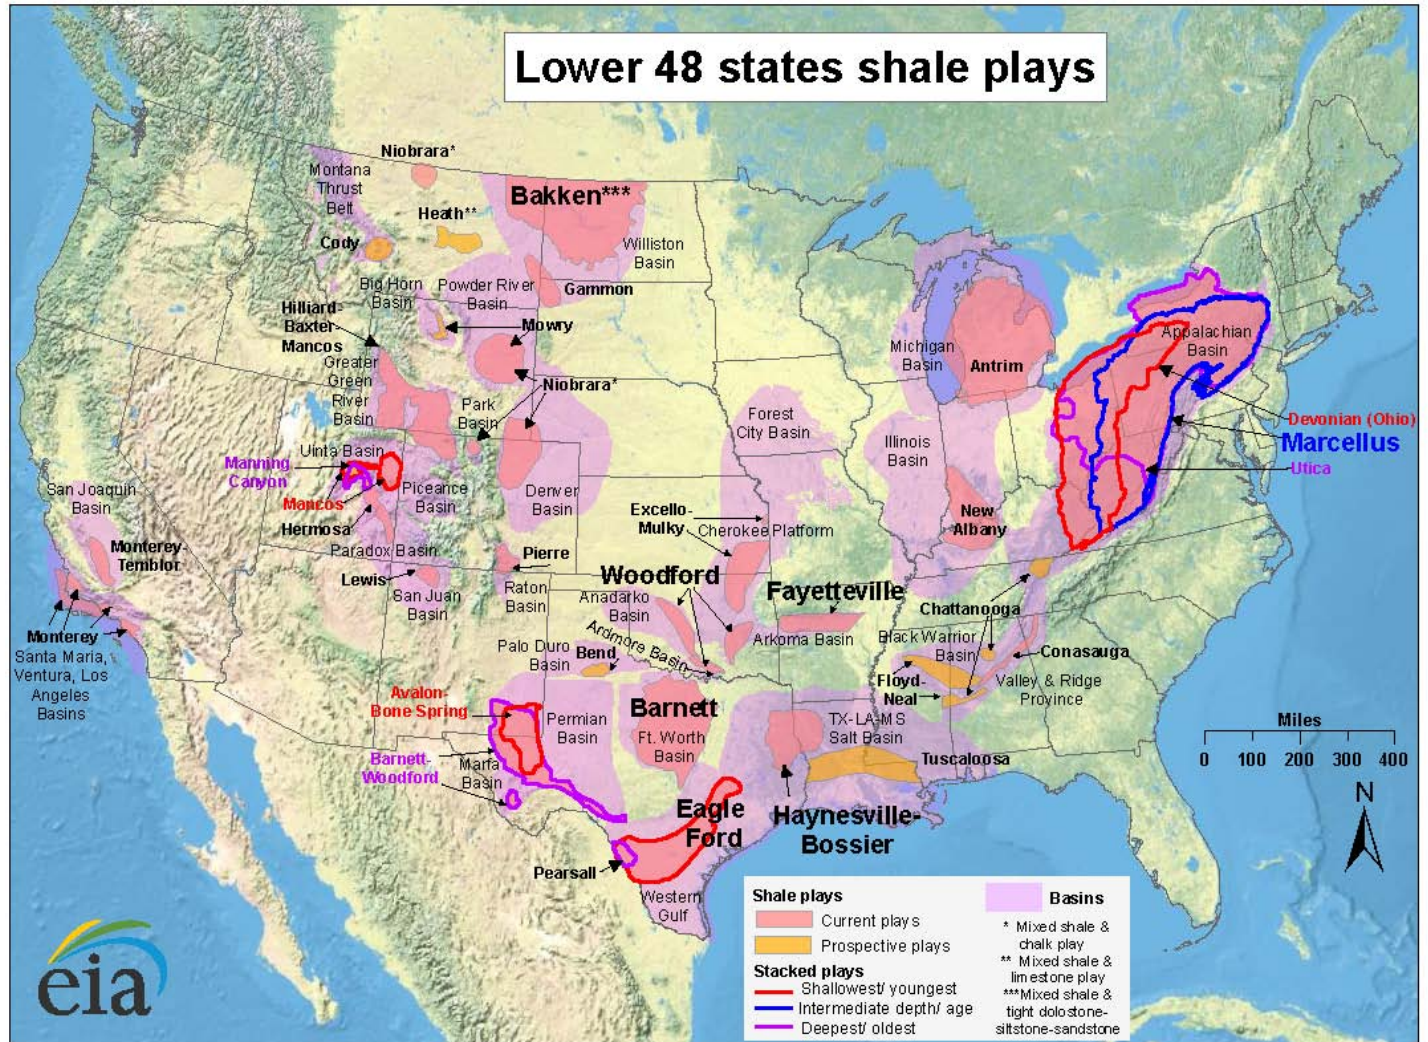 Lower 48 states shale plays
Niobrara*
Montana
Thrust
Belt
Bakken***
Heath**
Cody
Williston
Basin
Big Horn
Basin
Powder River
Basin
Gammon
Hilliard-
Baxter-
Mancos
Mowry
Greater
Green
River
Basin
Niobrara*
Park
Basin
Michigan
Basin
Antrim
Appalachian
Basin
Devonian (Ohio)
Marcellus
Utica
Forest
City Basin
Illinois
Basin
Uinta Basin
Manning
Canyon
Mancos
Piceance
Basin
Denver
Basin
San Joaquin
Basin
Hermosa
Excello-
Mulky
Cherokee Platform
New
Albany
Monterey-
Temblor
Paradox Basin
Pierre
Lewis
San Juan
Basin
Raton
Basin
Woodford
Anadarko
Basin
Fayetteville
Chattanooga
Ardmore Basin
Arkoma Basin
Black Warrior
Basin
Conasauga
Monterey
Santa Maria,
Ventura, Los
Angeles
Basins
Palo Duro
Basin
Bend
Floyd-
Neal
Valley & Ridge
Province
Avalon-
Bone Spring
Permian
Basin
Barnett
Ft. Worth
Basin
TX-LA-MS
Salt Basin
Tuscaloosa
Barnett-
Woodford
Marfa
Basin
Eagle
Ford
Haynesville-
Bossier
Pearsall
Western
Gulf
Miles
0 100 200 300 400
N
Shale plays
Current plays
Prospective plays
Stacked plays
Shallowest/ youngest
Intermediate depth/ age
Deepest/ oldest
Basins
* Mixed shale &
chalk play
** Mixed shale &
limestone play
***Mixed shale &
tight dolostone-
siltstone-sandstone
eia